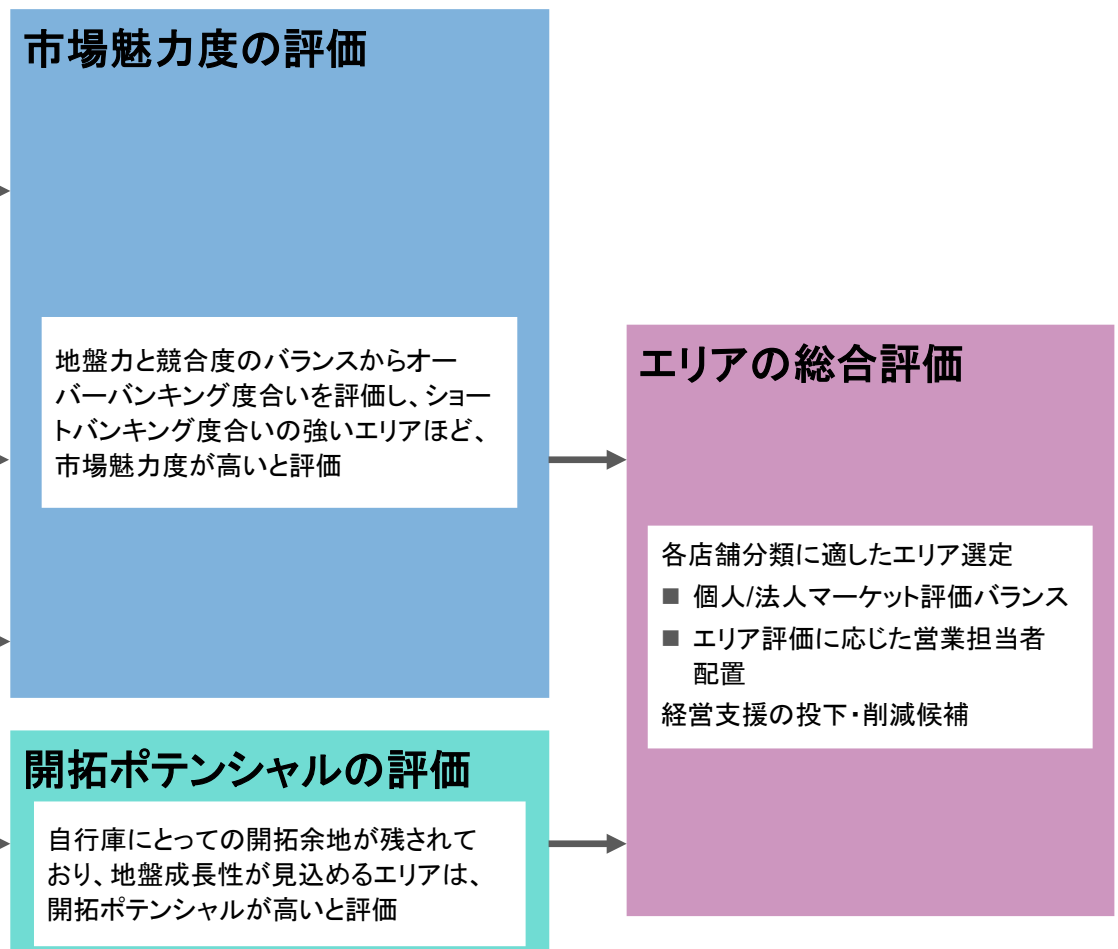 市場魅力度の評価
地盤力と競合度のバランスからオー
バーバンキング度合いを評価し、ショー
トバンキング度合いの強いエリアほど、
市場魅力度が高いと評価
エリアの総合評価
各店舗分類に適したエリア選定
■ 個人/法人マーケット評価バランス
■ エリア評価に応じた営業担当者
配置
経営支援の投下・削減候補
開拓ポテンシャルの評価
自行庫にとっての開拓余地が残されて
おり、地盤成長性が見込めるエリアは、
開拓ポテンシャルが高いと評価